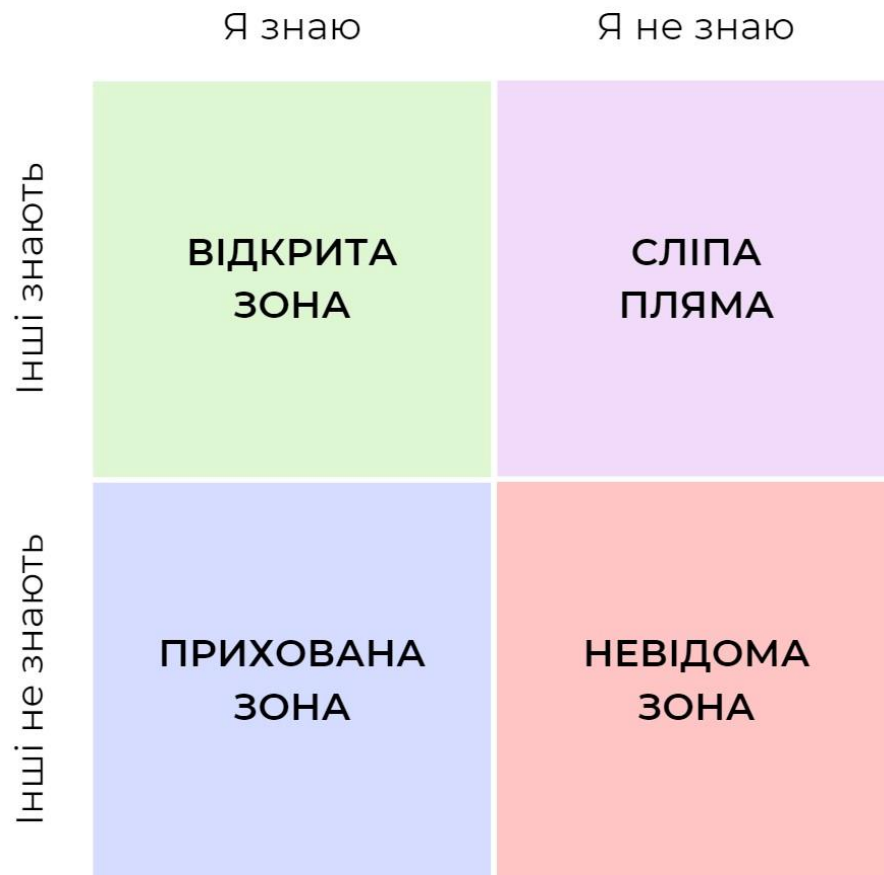 Я знаю
Я не знаю
Інші знають
ВІДКРИТА
ЗОНА
СЛІПА
ПЛЯМА
Інші не знають
ПРИХОВАНА
ЗОНА
НЕВІДОМА
ЗОНА